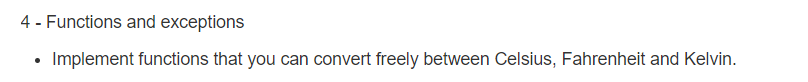 4 - Functions and exceptions
• Implement functions that you can convert freely between Celsius, Fahrenheit and Kelvin.